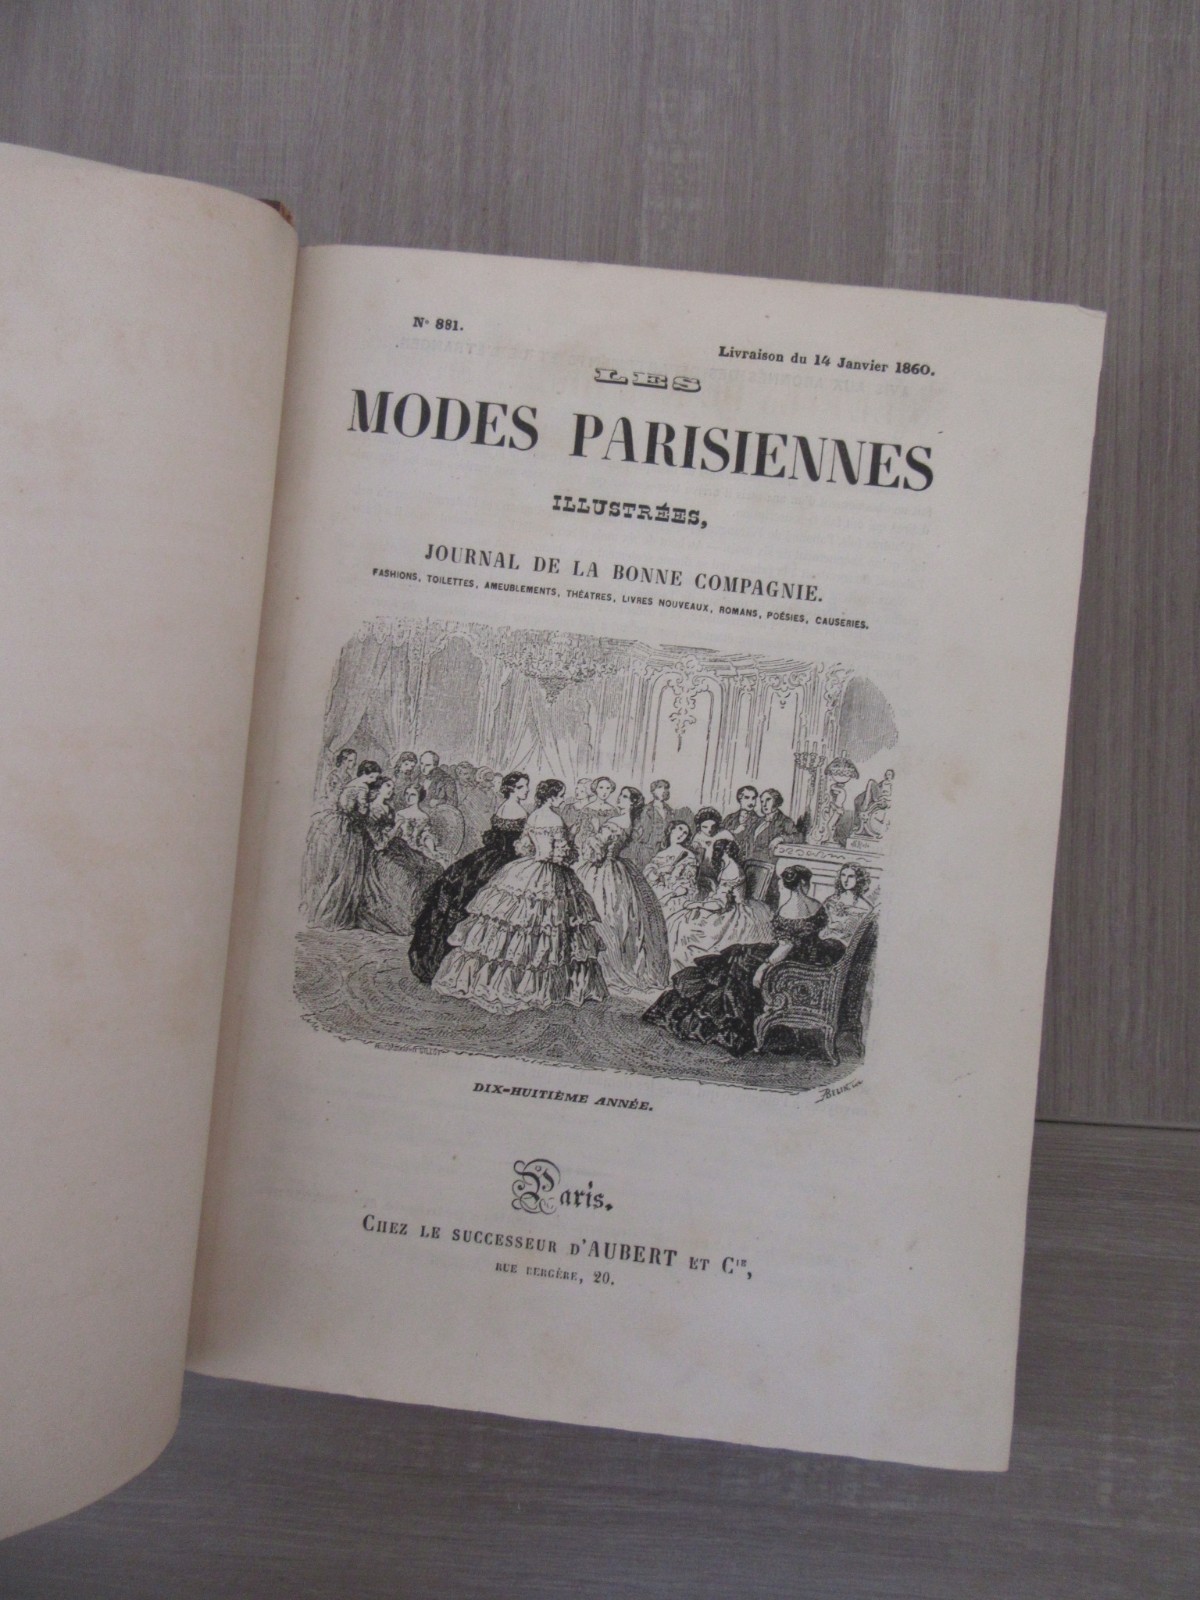 N° 881.
Livraison du 14 Janvier 1860.
LES
MODES PARISIENNES
ILLUSTRÉES,
JOURNAL DE LA BONNE COMPAGNIE.
FASHIONS, TOILETTES, AMEUBLEMENTS, THÉATRES, LIVRES NOUVEAUX, ROMANS, POÉSIES, CAUSERIES.
DIX-HUITIÈME ANNÉE.
Paris.
CHEZ LE SUCCESSEUR D'AUBERT ET Cie,
RUE BERGÈRE, 20.